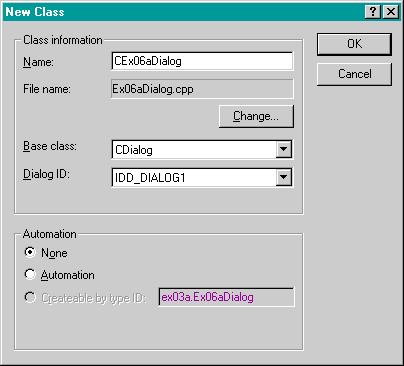 New Class
Class information
Name: CEx06aDialog
File name: Ex06aDialog.cpp
Change...
Base class: CDialog
Dialog ID: IDD_DIALOG1
OK
Cancel
Automation
None
Automation
Createable by type ID: ex03a.Ex06aDialog